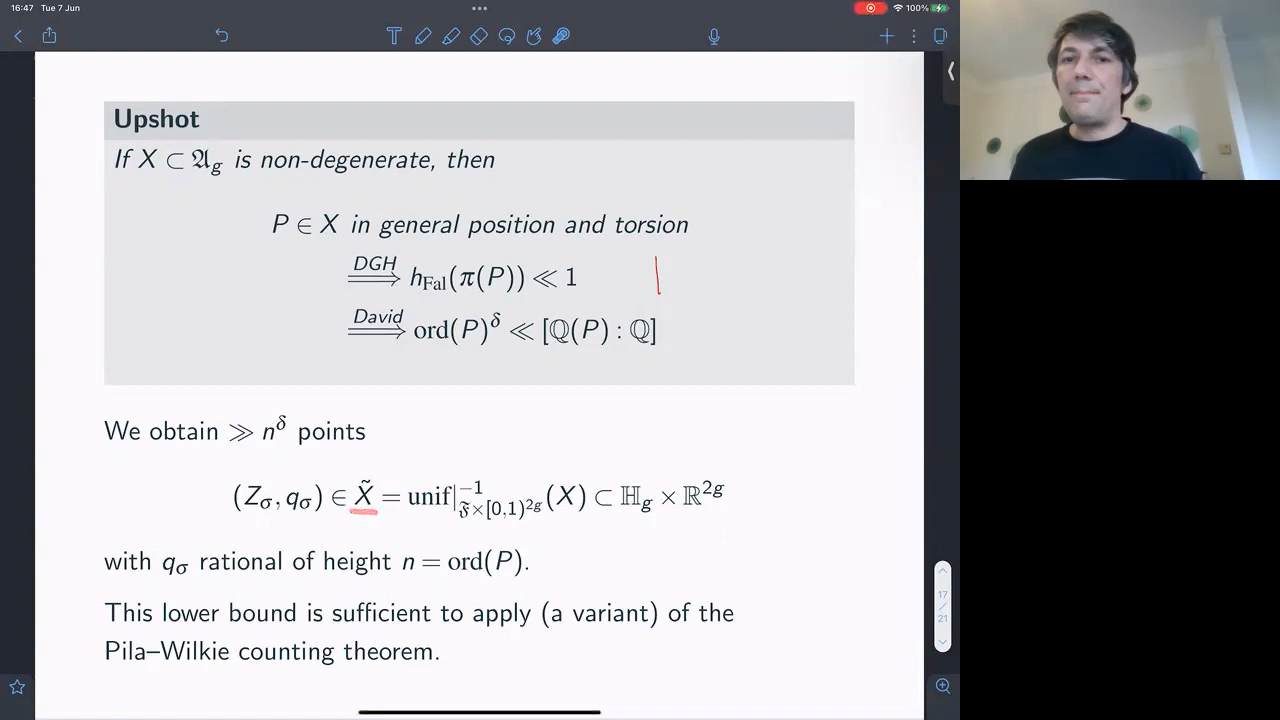 16:47 Tue 7 Jun
100%
Upshot
If X ⊂ 𝔄_g is non-degenerate, then
P ∈ X in general position and torsion
DGH
⟹ h_Fal(π(P)) ≪ 1
David
⟹ ord(P)^δ ≪ [ℚ(P) : ℚ]
We obtain ≫ n^δ points
(Z_σ, q_σ) ∈ X̃ = unif|_{𝔉×[0,1)^{2g}}^{−1}(X) ⊂ ℍ_g × ℝ^{2g}
with q_σ rational of height n = ord(P).
This lower bound is sufficient to apply (a variant) of the
Pila–Wilkie counting theorem.
17
/
21